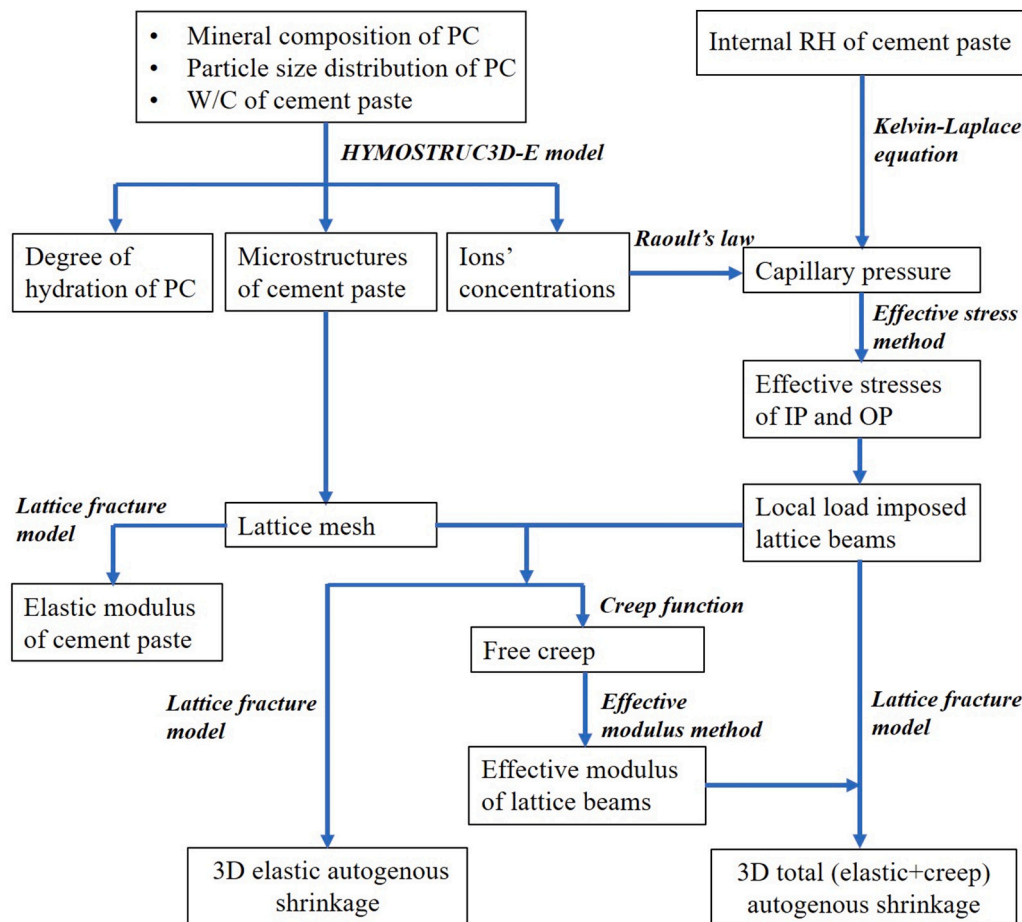 • Mineral composition of PC
• Particle size distribution of PC
• W/C of cement paste
Internal RH of cement paste
HYMOSTRUC3D-E model
Kelvin-Laplace
equation
Degree of
hydration of PC
Microstructures
of cement paste
Ions’
concentrations
Raoult’s law
Capillary pressure
Effective stress
method
Effective stresses
of IP and OP
Lattice fracture
model
Lattice mesh
Local load imposed
lattice beams
Elastic modulus
of cement paste
Creep function
Free creep
Lattice fracture
model
Effective
modulus method
Lattice fracture
model
Effective modulus
of lattice beams
3D elastic autogenous
shrinkage
3D total (elastic+creep)
autogenous shrinkage